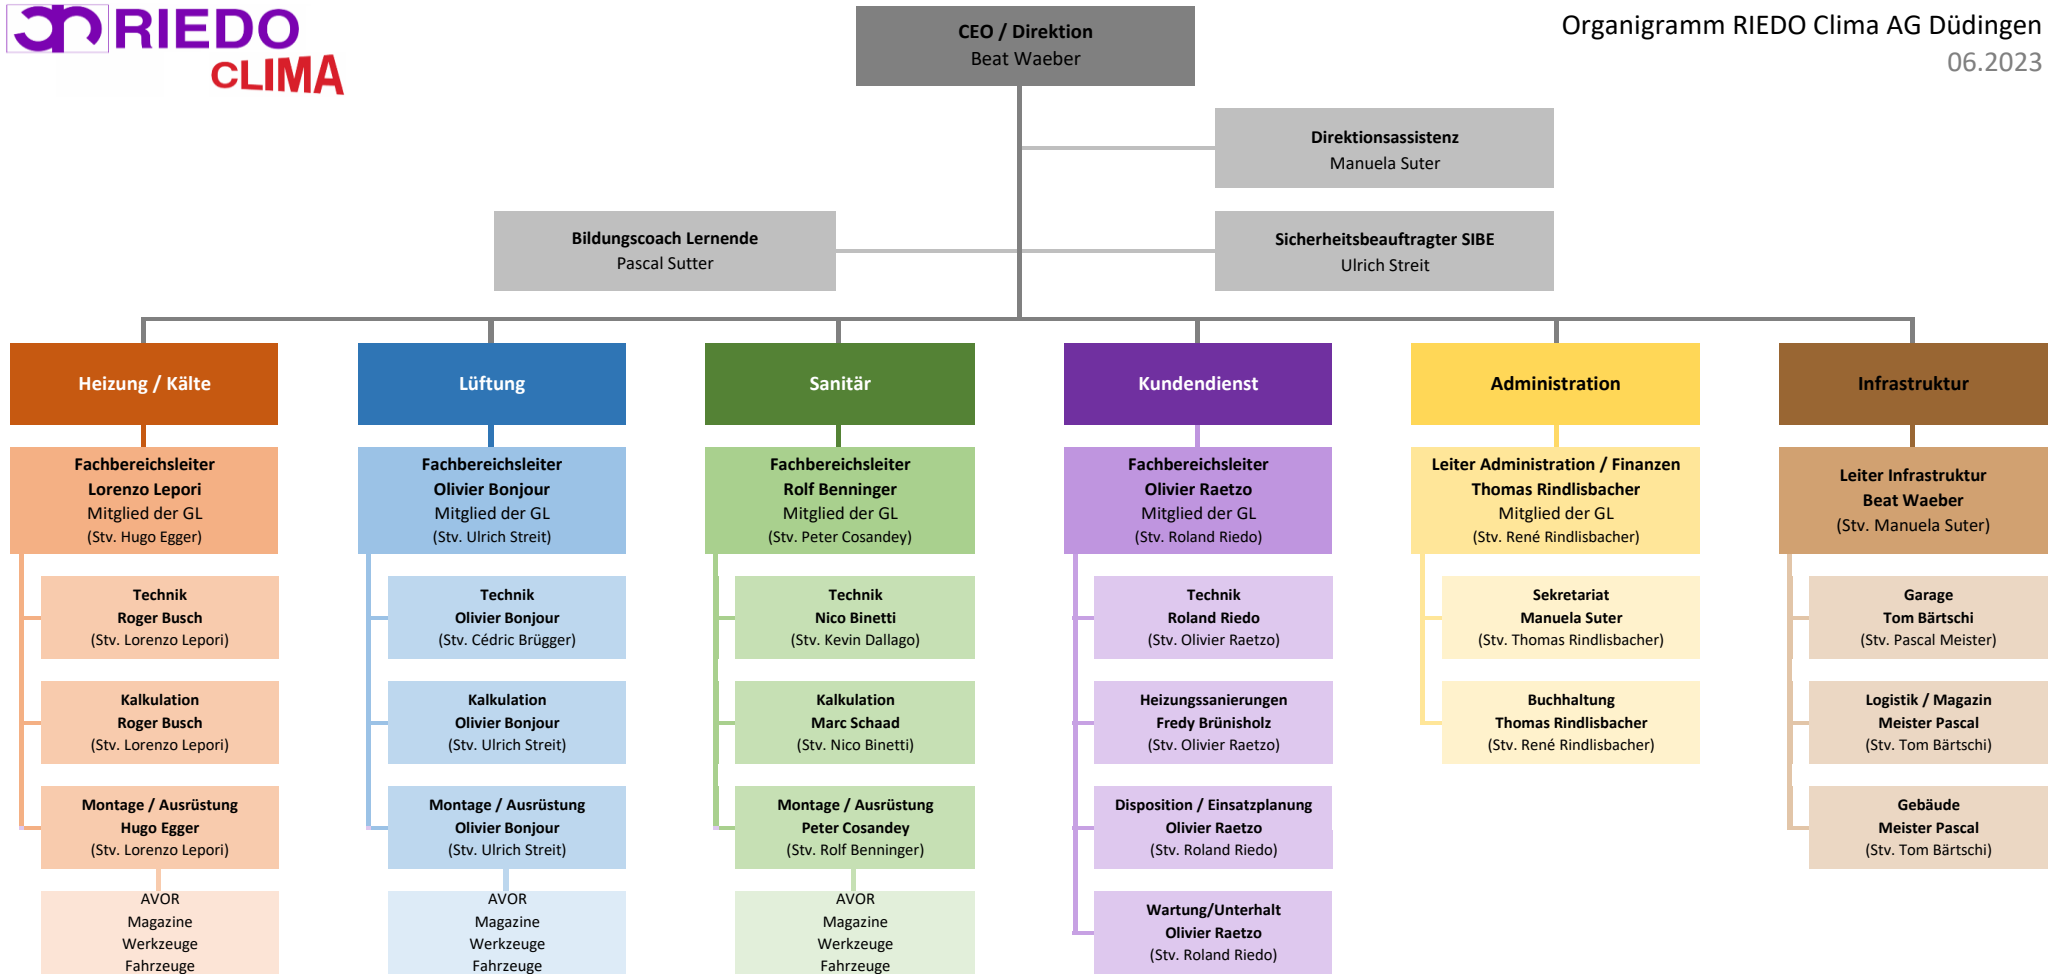 RIEDO
CLIMA
CEO / Direktion
Beat Waeber
Organigramm RIEDO Clima AG Düdingen
06.2023
Direktionsassistenz
Manuela Suter
Bildungscoach Lernende
Pascal Sutter
Sicherheitsbeauftragter SIBE
Ulrich Streit
Heizung / Kälte
Fachbereichsleiter
Lorenzo Lepori
Mitglied der GL
(Stv. Hugo Egger)
Technik
Roger Busch
(Stv. Lorenzo Lepori)
Kalkulation
Roger Busch
(Stv. Lorenzo Lepori)
Montage / Ausrüstung
Hugo Egger
(Stv. Lorenzo Lepori)
AVOR
Magazine
Werkzeuge
Fahrzeuge
Lüftung
Fachbereichsleiter
Olivier Bonjour
Mitglied der GL
(Stv. Ulrich Streit)
Technik
Olivier Bonjour
(Stv. Cédric Brügger)
Kalkulation
Olivier Bonjour
(Stv. Ulrich Streit)
Montage / Ausrüstung
Olivier Bonjour
(Stv. Ulrich Streit)
AVOR
Magazine
Werkzeuge
Fahrzeuge
Sanitär
Fachbereichsleiter
Rolf Benninger
Mitglied der GL
(Stv. Peter Cosandey)
Technik
Nico Binetti
(Stv. Kevin Dallago)
Kalkulation
Marc Schaad
(Stv. Nico Binetti)
Montage / Ausrüstung
Peter Cosandey
(Stv. Rolf Benninger)
AVOR
Magazine
Werkzeuge
Fahrzeuge
Kundendienst
Fachbereichsleiter
Olivier Raetzo
Mitglied der GL
(Stv. Roland Riedo)
Technik
Roland Riedo
(Stv. Olivier Raetzo)
Heizungssanierungen
Fredy Brünisholz
(Stv. Olivier Raetzo)
Disposition / Einsatzplanung
Olivier Raetzo
(Stv. Roland Riedo)
Wartung/Unterhalt
Olivier Raetzo
(Stv. Roland Riedo)
Administration
Leiter Administration / Finanzen
Thomas Rindlisbacher
Mitglied der GL
(Stv. René Rindlisbacher)
Sekretariat
Manuela Suter
(Stv. Thomas Rindlisbacher)
Buchhaltung
Thomas Rindlisbacher
(Stv. René Rindlisbacher)
Infrastruktur
Leiter Infrastruktur
Beat Waeber
(Stv. Manuela Suter)
Garage
Tom Bärtschi
(Stv. Pascal Meister)
Logistik / Magazin
Meister Pascal
(Stv. Tom Bärtschi)
Gebäude
Meister Pascal
(Stv. Tom Bärtschi)